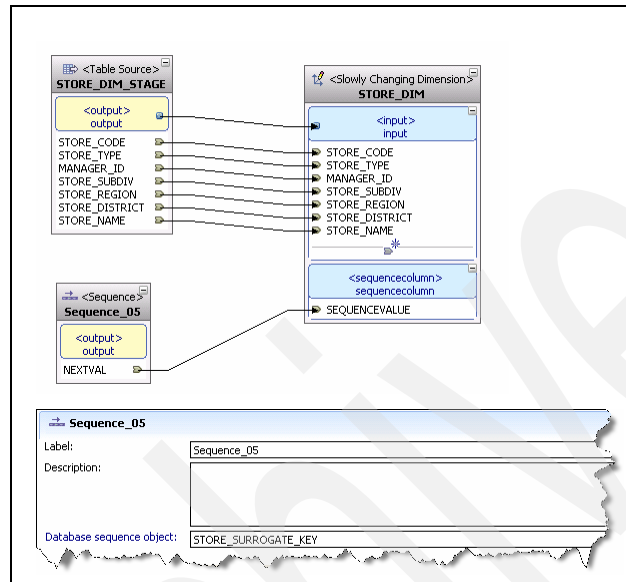 <Table Source>
STORE_DIM_STAGE
<output>
output
STORE_CODE
STORE_TYPE
MANAGER_ID
STORE_SUBDIV
STORE_REGION
STORE_DISTRICT
STORE_NAME
<Slowly Changing Dimension>
STORE_DIM
<input>
input
STORE_CODE
STORE_TYPE
MANAGER_ID
STORE_SUBDIV
STORE_REGION
STORE_DISTRICT
STORE_NAME
<sequencecolumn>
sequencecolumn
SEQUENCEVALUE
<Sequence>
Sequence_05
<output>
output
NEXTVAL
Sequence_05
Label:
Sequence_05
Description:
Database sequence object:
STORE_SURROGATE_KEY